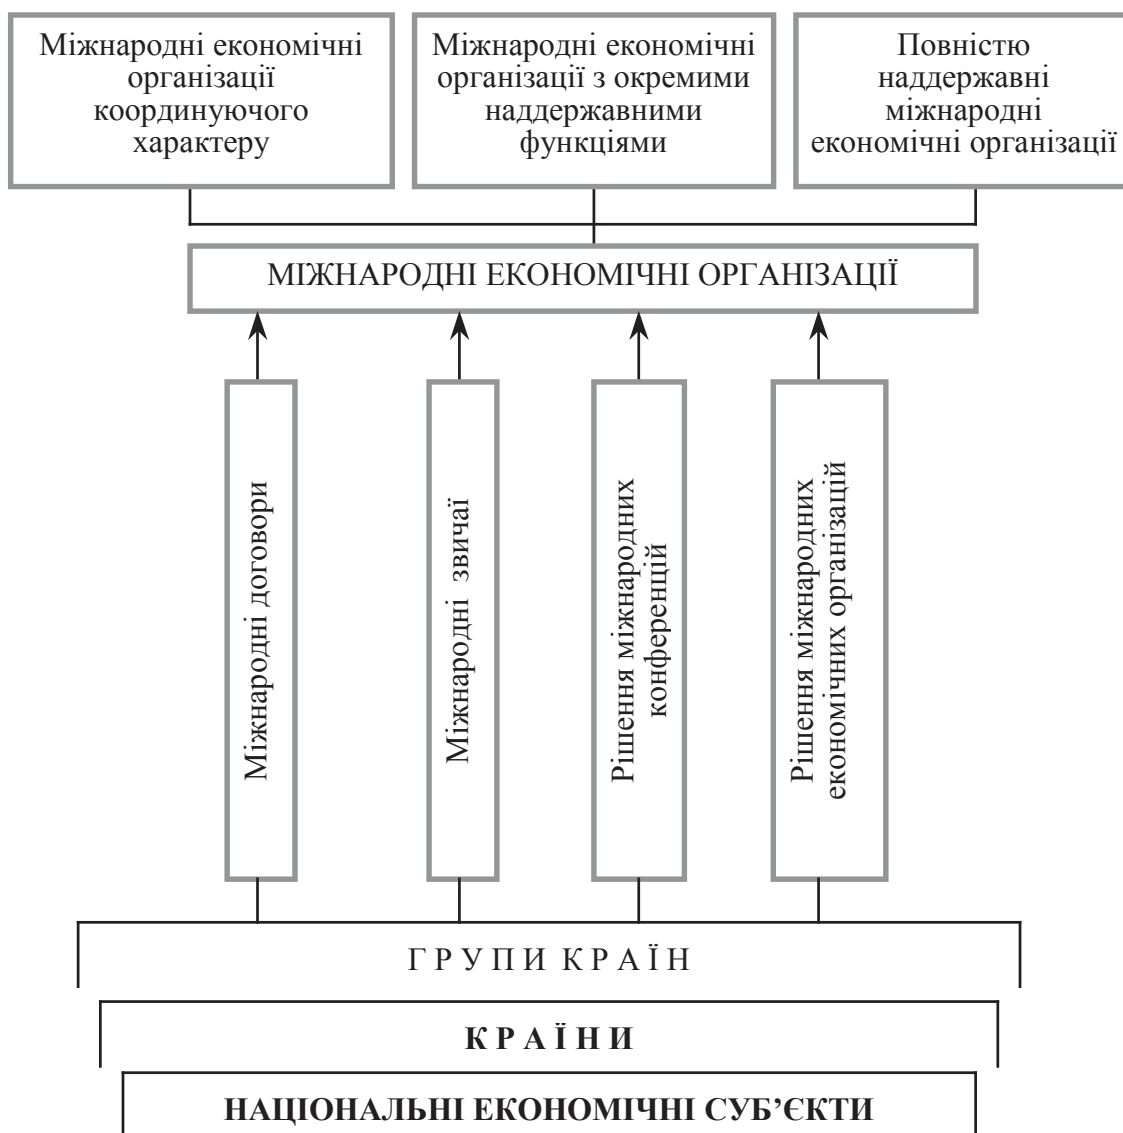 Міжнародні економічні
організації
координуючого
характеру
Міжнародні економічні
організації з окремими
наддержавними
функціями
Повністю
наддержавні
міжнародні
економічні організації
МІЖНАРОДНІ ЕКОНОМІЧНІ ОРГАНІЗАЦІЇ
Міжнародні договори
Міжнародні звичаї
Рішення міжнародних
конференцій
Рішення міжнародних
економічних організацій
Г Р У П И К Р А Ї Н
К Р А Ї Н И
НАЦІОНАЛЬНІ ЕКОНОМІЧНІ СУБ’ЄКТИ